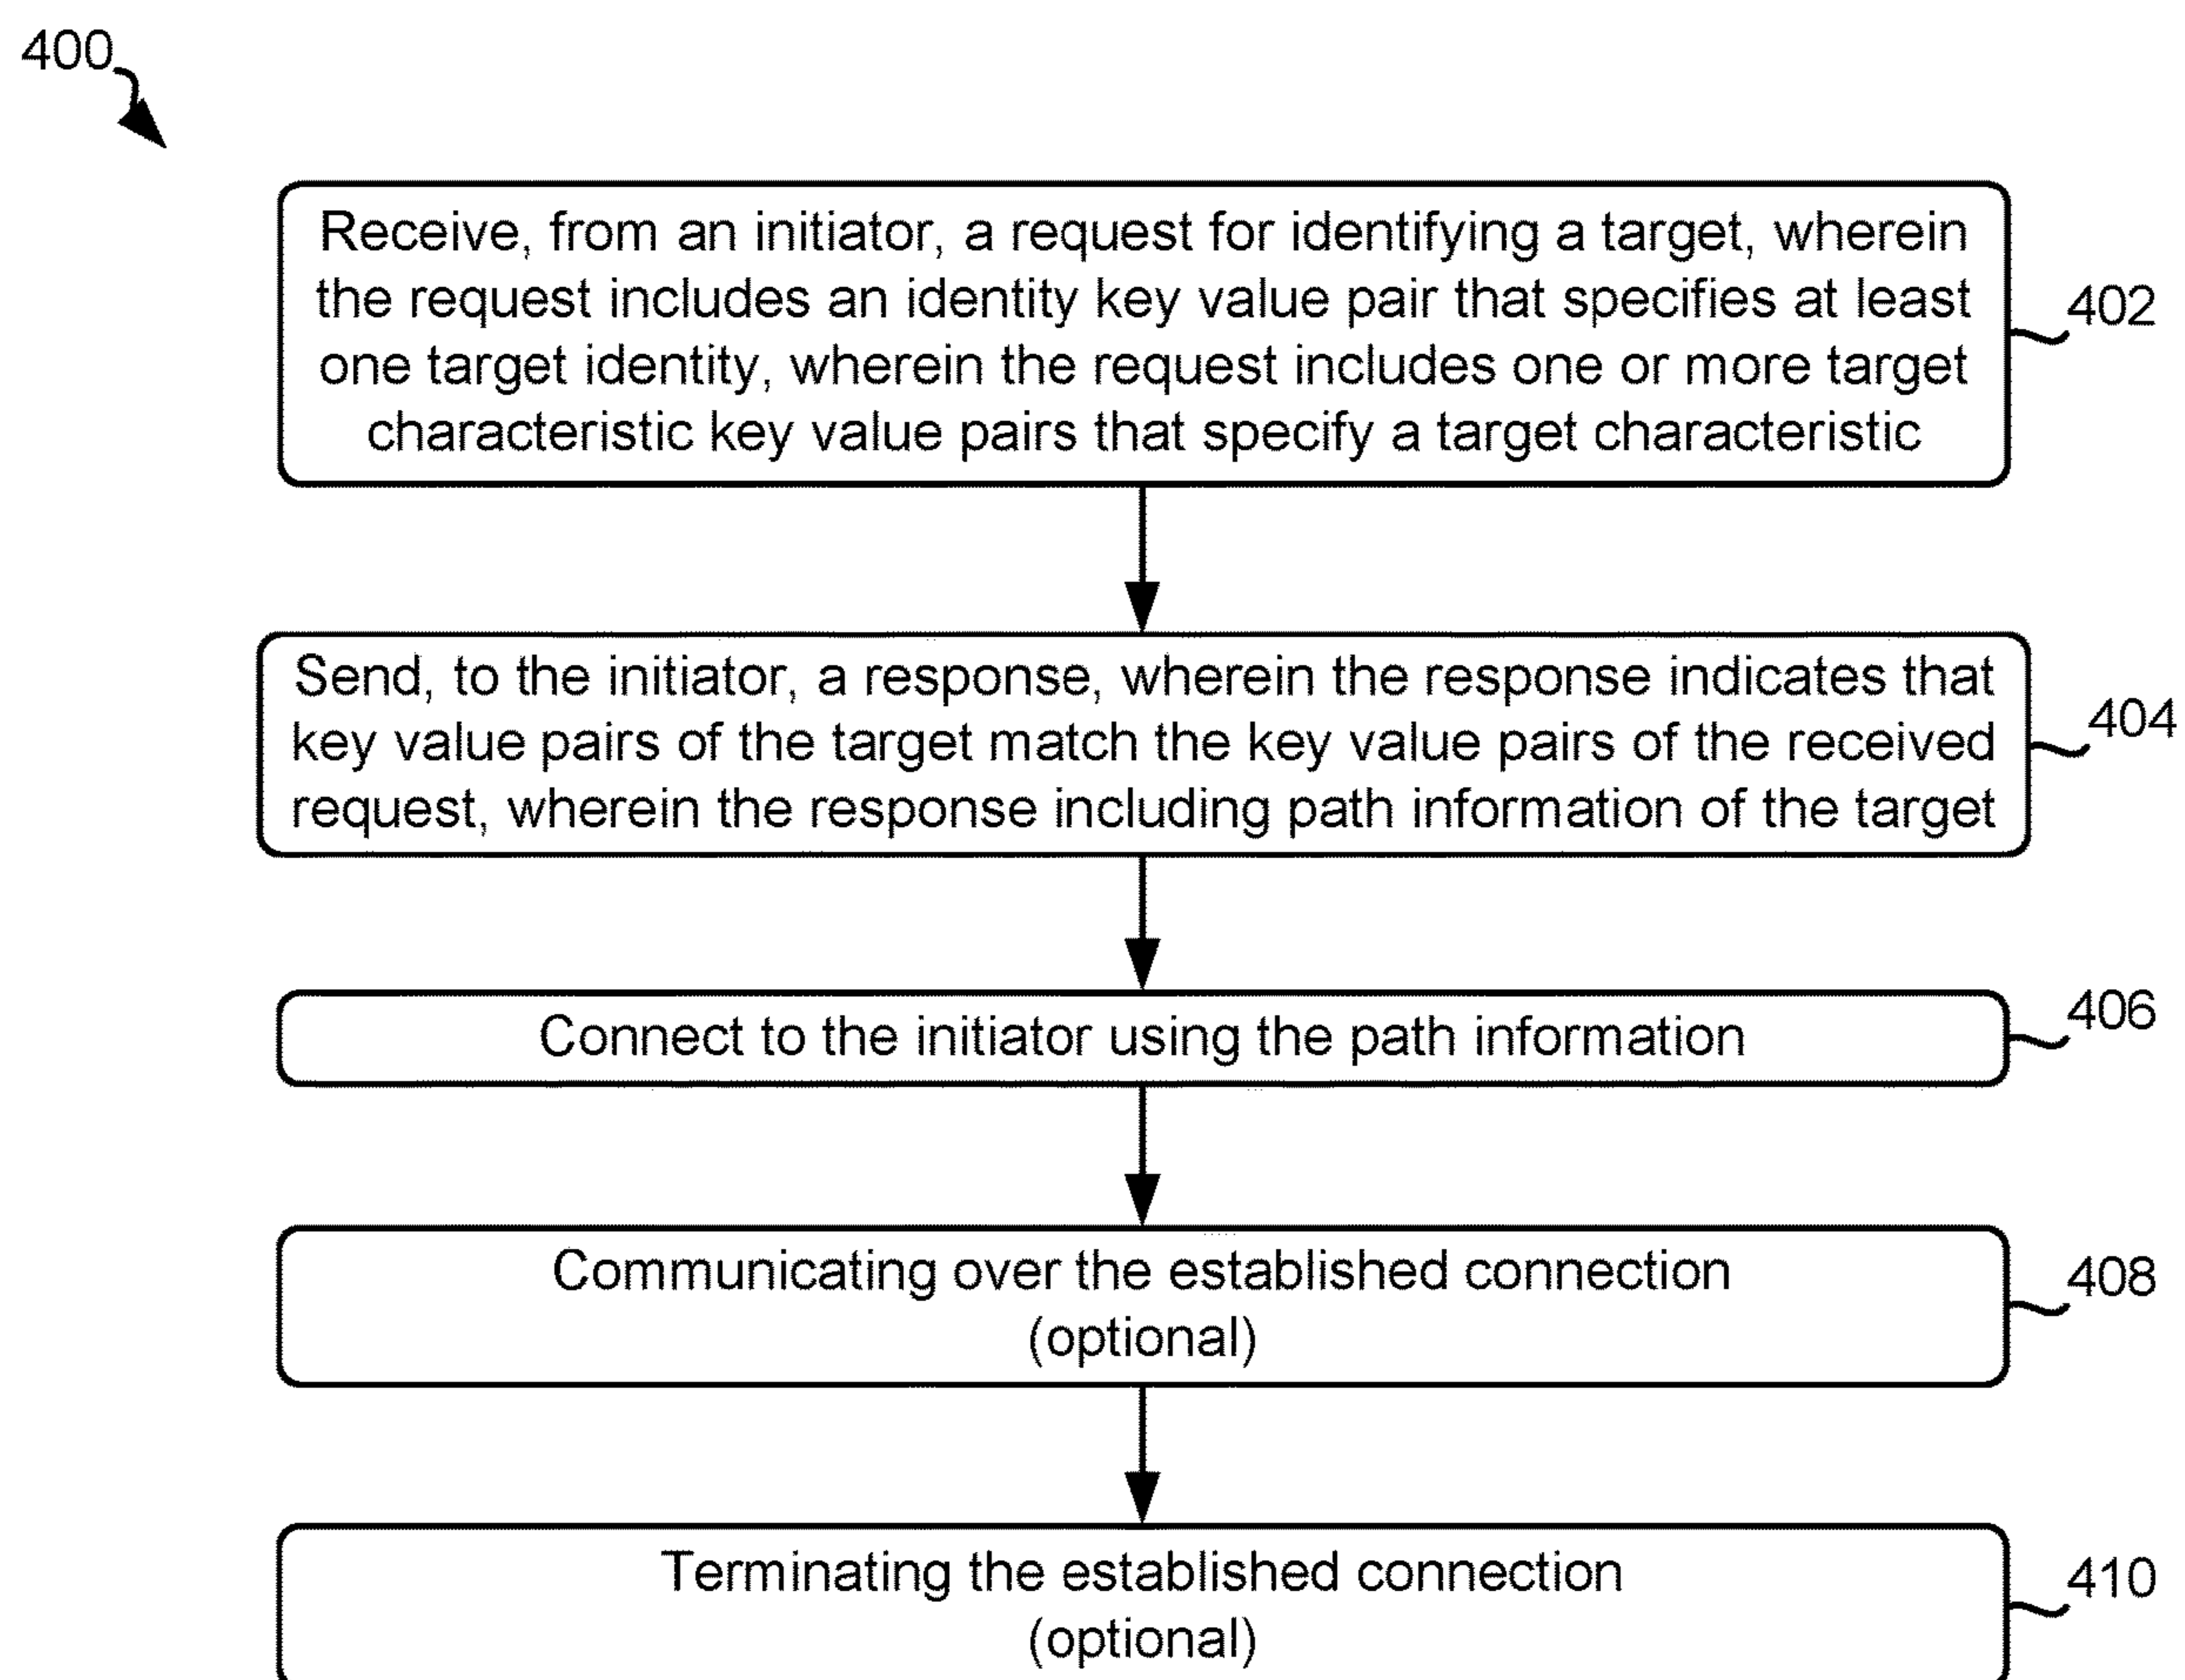 400
Receive, from an initiator, a request for identifying a target, wherein
the request includes an identity key value pair that specifies at least
one target identity, wherein the request includes one or more target
characteristic key value pairs that specify a target characteristic
402
Send, to the initiator, a response, wherein the response indicates that
key value pairs of the target match the key value pairs of the received
request, wherein the response including path information of the target
404
Connect to the initiator using the path information
406
Communicating over the established connection
(optional)
408
Terminating the established connection
(optional)
410